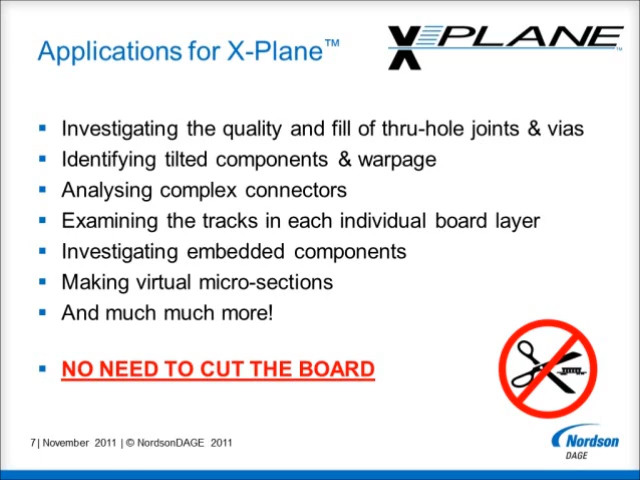 Applications for X-Plane™
X-PLANE™
▪ Investigating the quality and fill of thru-hole joints & vias
▪ Identifying tilted components & warpage
▪ Analysing complex connectors
▪ Examining the tracks in each individual board layer
▪ Investigating embedded components
▪ Making virtual micro-sections
▪ And much much more!
▪ NO NEED TO CUT THE BOARD
7| November 2011 | © NordsonDAGE 2011
Nordson
DAGE